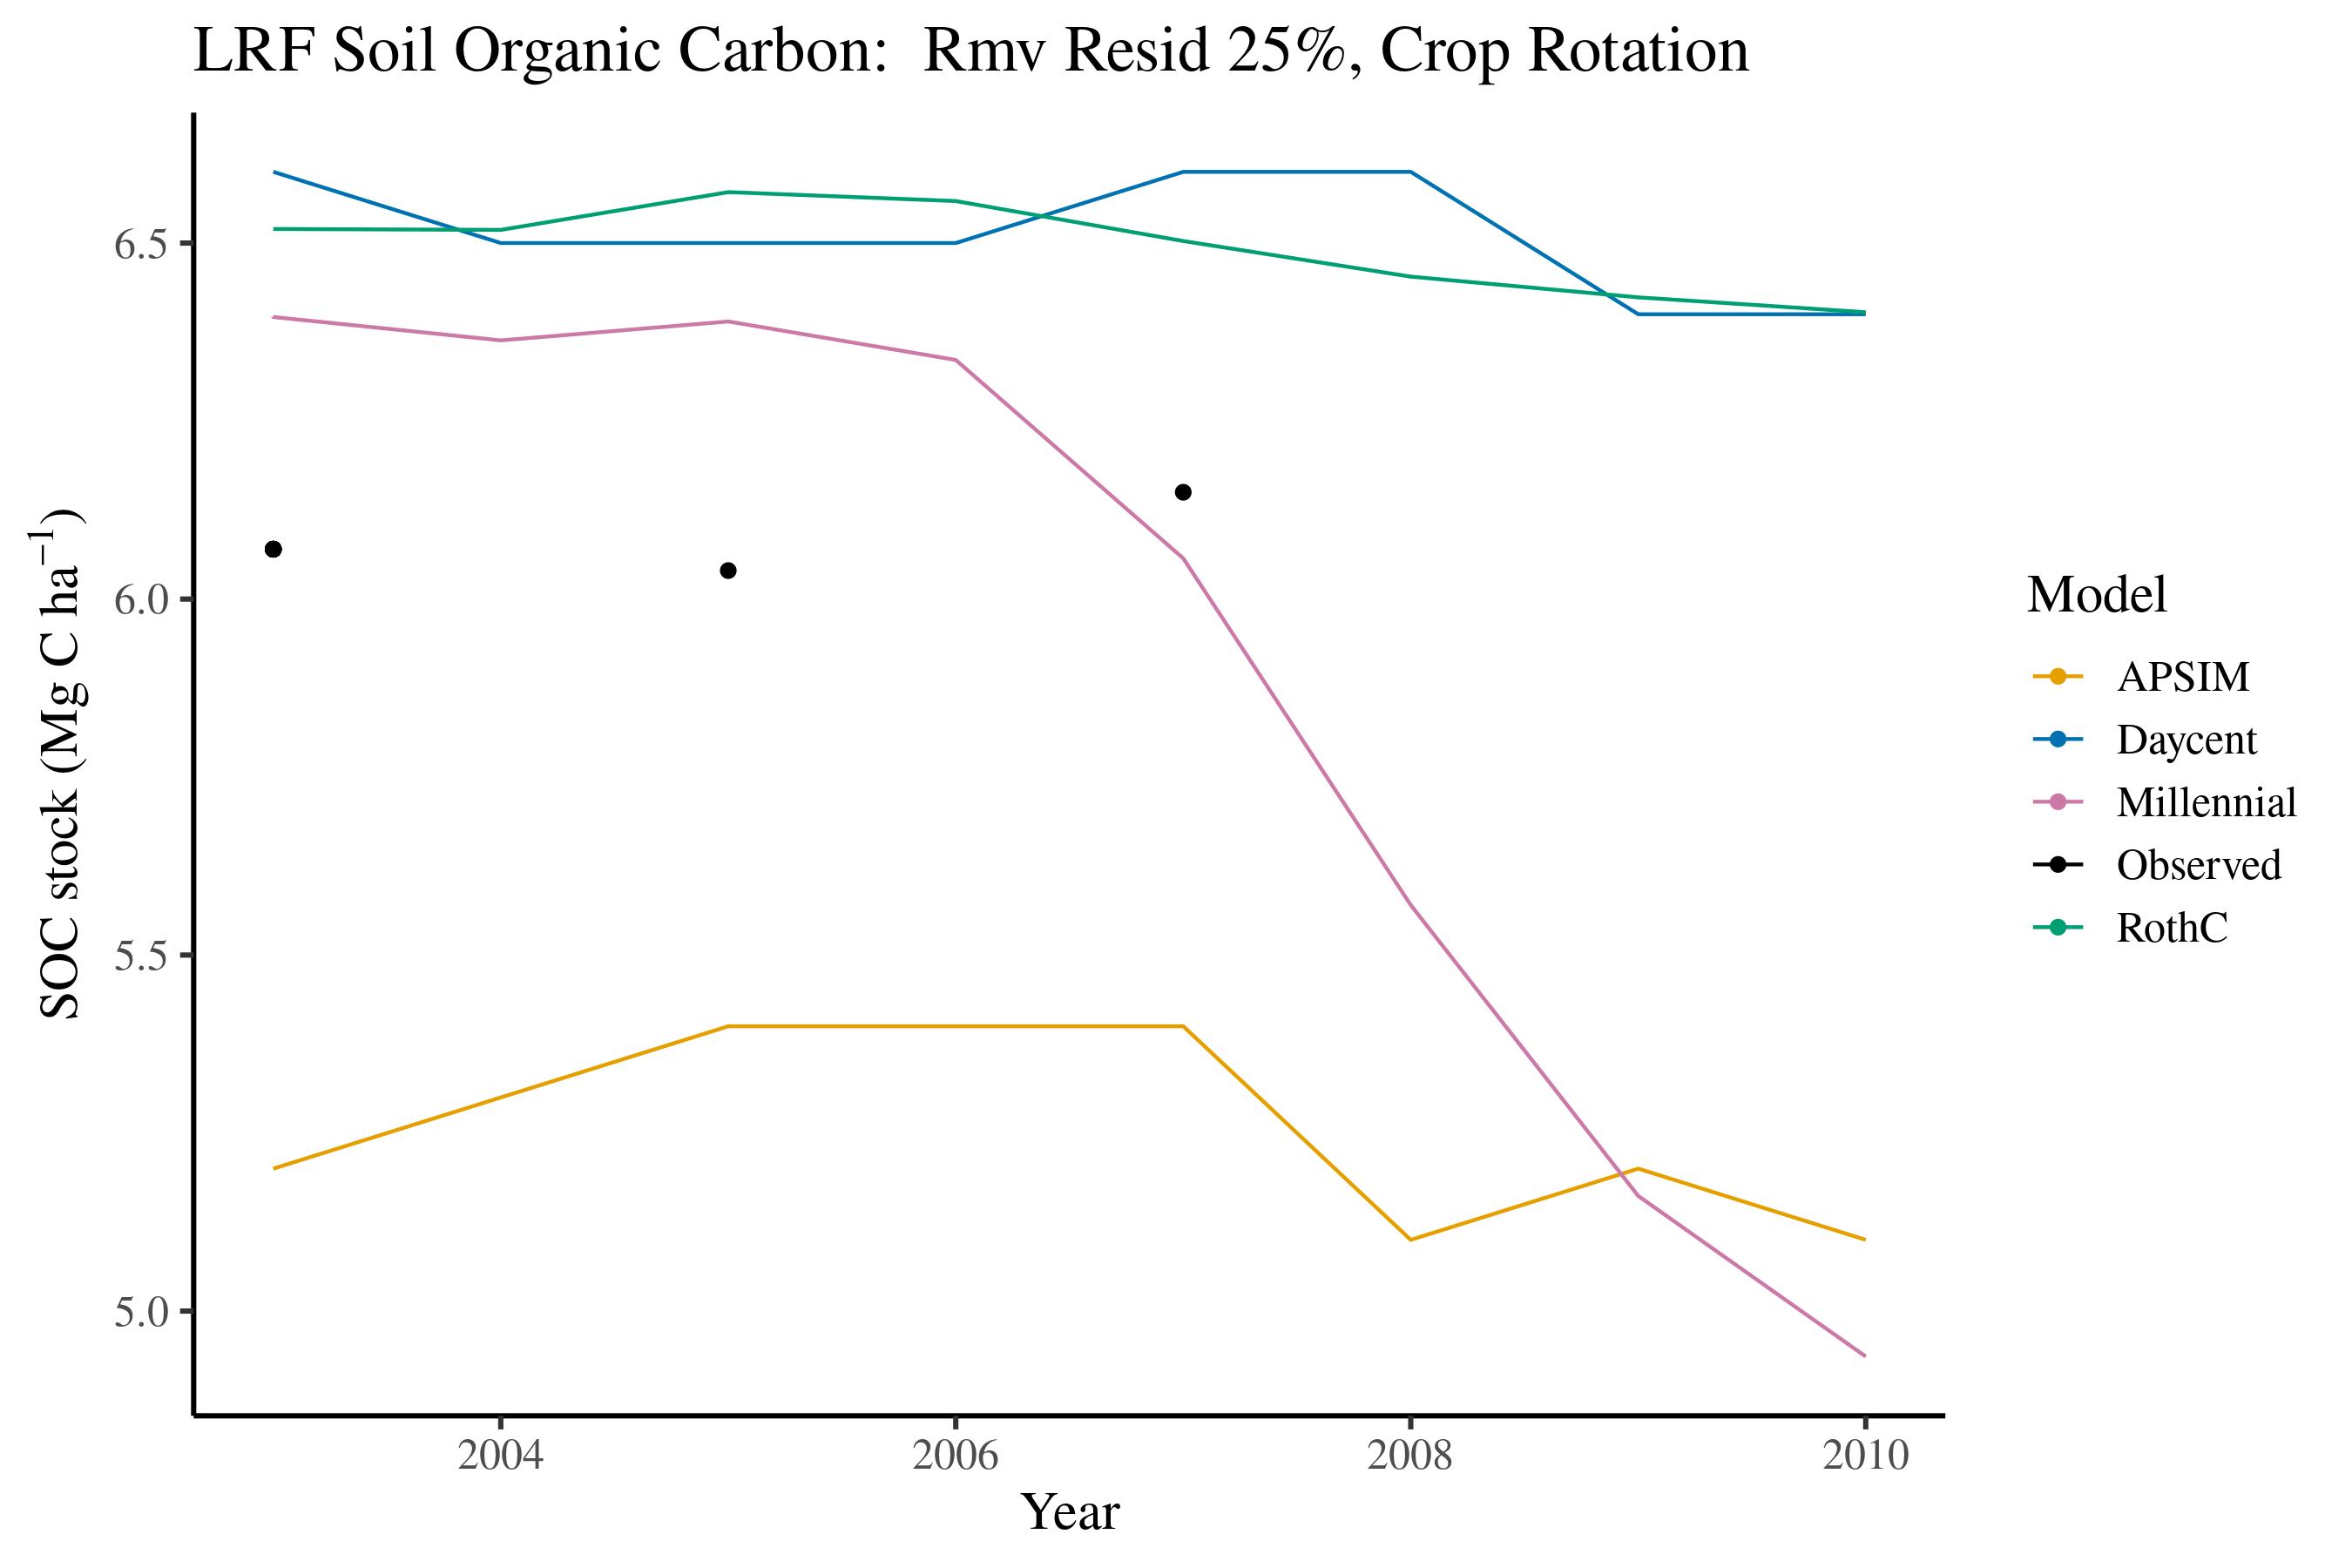 LRF Soil Organic Carbon:  Rmv Resid 25%, Crop Rotation
SOC stock (Mg C ha⁻¹)
6.5
6.0
5.5
5.0
2004
2006
2008
2010
Year
Model
APSIM
Daycent
Millennial
Observed
RothC